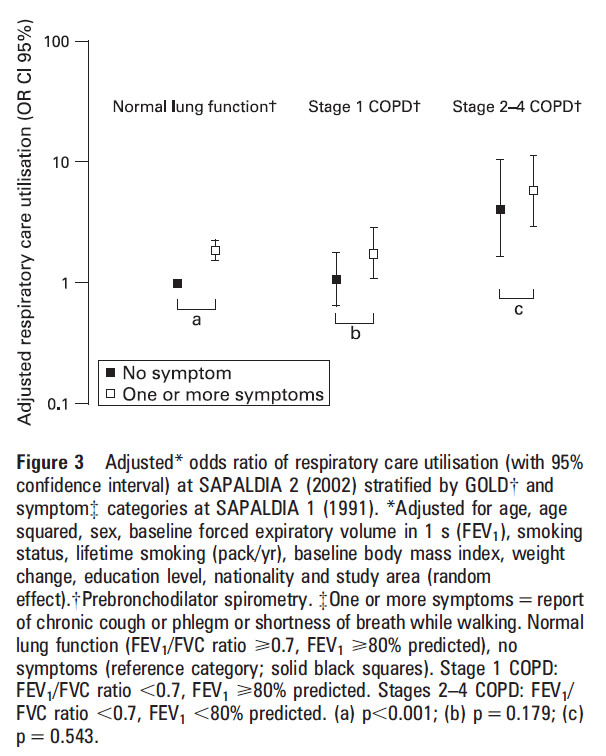 Adjusted respiratory care utilisation (OR CI 95%)
100
10
1
0.1
Normal lung function†
Stage 1 COPD†
Stage 2–4 COPD†
a
b
c
No symptom
One or more symptoms
Figure 3 Adjusted* odds ratio of respiratory care utilisation (with 95%
confidence interval) at SAPALDIA 2 (2002) stratified by GOLD† and
symptom‡ categories at SAPALDIA 1 (1991). *Adjusted for age, age
squared, sex, baseline forced expiratory volume in 1 s (FEV₁), smoking
status, lifetime smoking (pack/yr), baseline body mass index, weight
change, education level, nationality and study area (random
effect).†Prebronchodilator spirometry. ‡One or more symptoms = report
of chronic cough or phlegm or shortness of breath while walking. Normal
lung function (FEV₁/FVC ratio ⩾0.7, FEV₁ ⩾80% predicted), no
symptoms (reference category; solid black squares). Stage 1 COPD:
FEV₁/FVC ratio <0.7, FEV₁ ⩾80% predicted. Stages 2–4 COPD: FEV₁/
FVC ratio <0.7, FEV₁ <80% predicted. (a) p<0.001; (b) p = 0.179; (c)
p = 0.543.